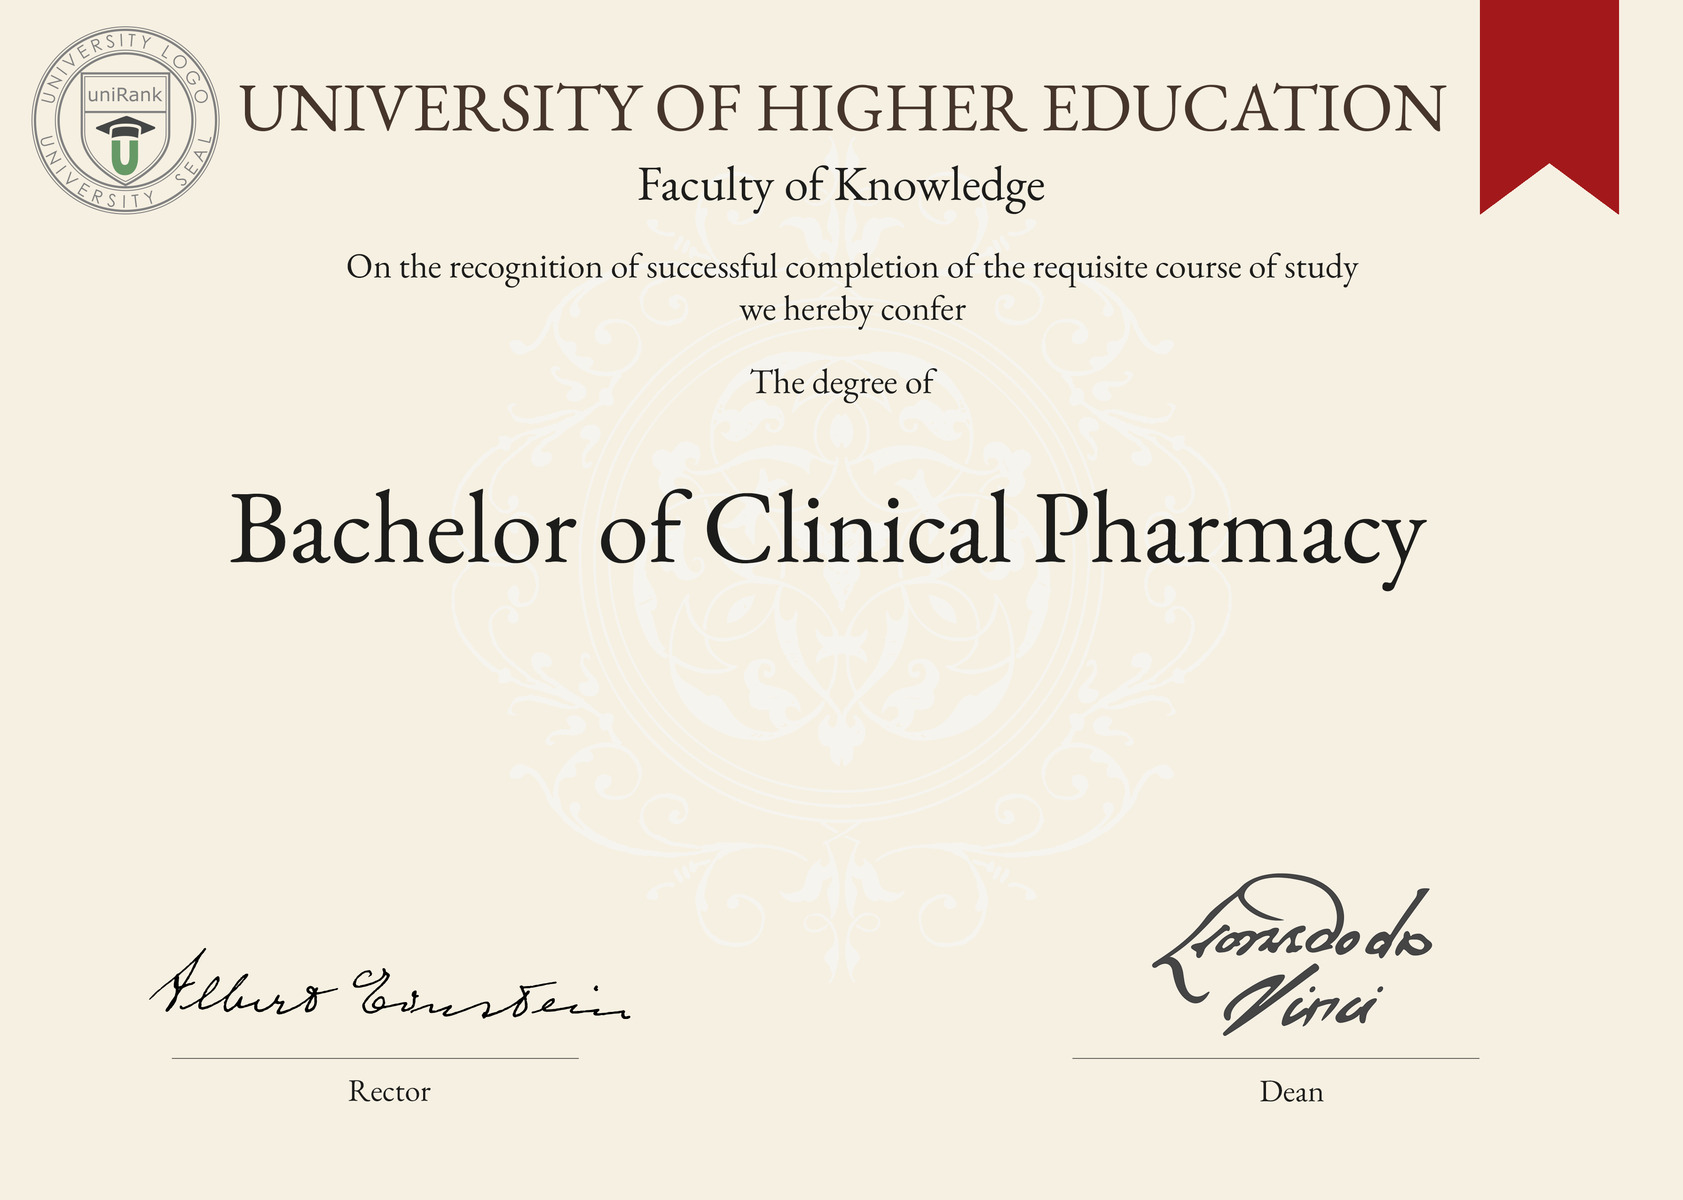 UNIVERSITY LOGO
uniRank
U
UNIVERSITY SEAL
UNIVERSITY OF HIGHER EDUCATION
Faculty of Knowledge
On the recognition of successful completion of the requisite course of study
we hereby confer
The degree of
Bachelor of Clinical Pharmacy
Albert Einstein
Leonardo da
Vinci
Rector
Dean